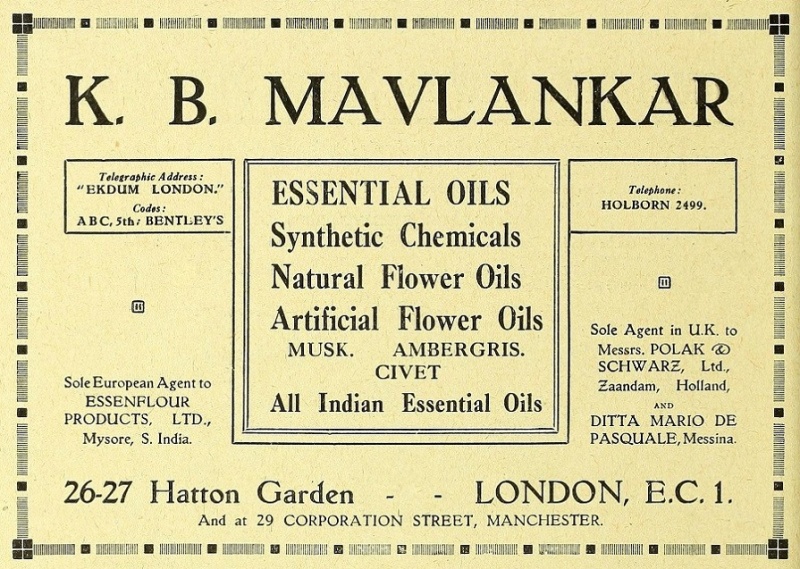 K. B. MAVLANKAR
Telegraphic Address:
"EKDUM LONDON."
Codes:
ABC, 5th: BENTLEY'S
ESSENTIAL OILS
Synthetic Chemicals
Natural Flower Oils
Artificial Flower Oils
MUSK. AMBERGRIS.
CIVET
All Indian Essential Oils
Telephone:
HOLBORN 2499.
Sole European Agent to
ESSENFLOUR
PRODUCTS, LTD.,
Mysore, S. India.
Sole Agent in U.K. to
Messrs. POLAK &
SCHWARZ, Ltd.,
Zaandam, Holland,
AND
DITTA MARIO DE
PASQUALE, Messina.
26-27 Hatton Garden - - LONDON, E.C. 1.
And at 29 CORPORATION STREET, MANCHESTER.